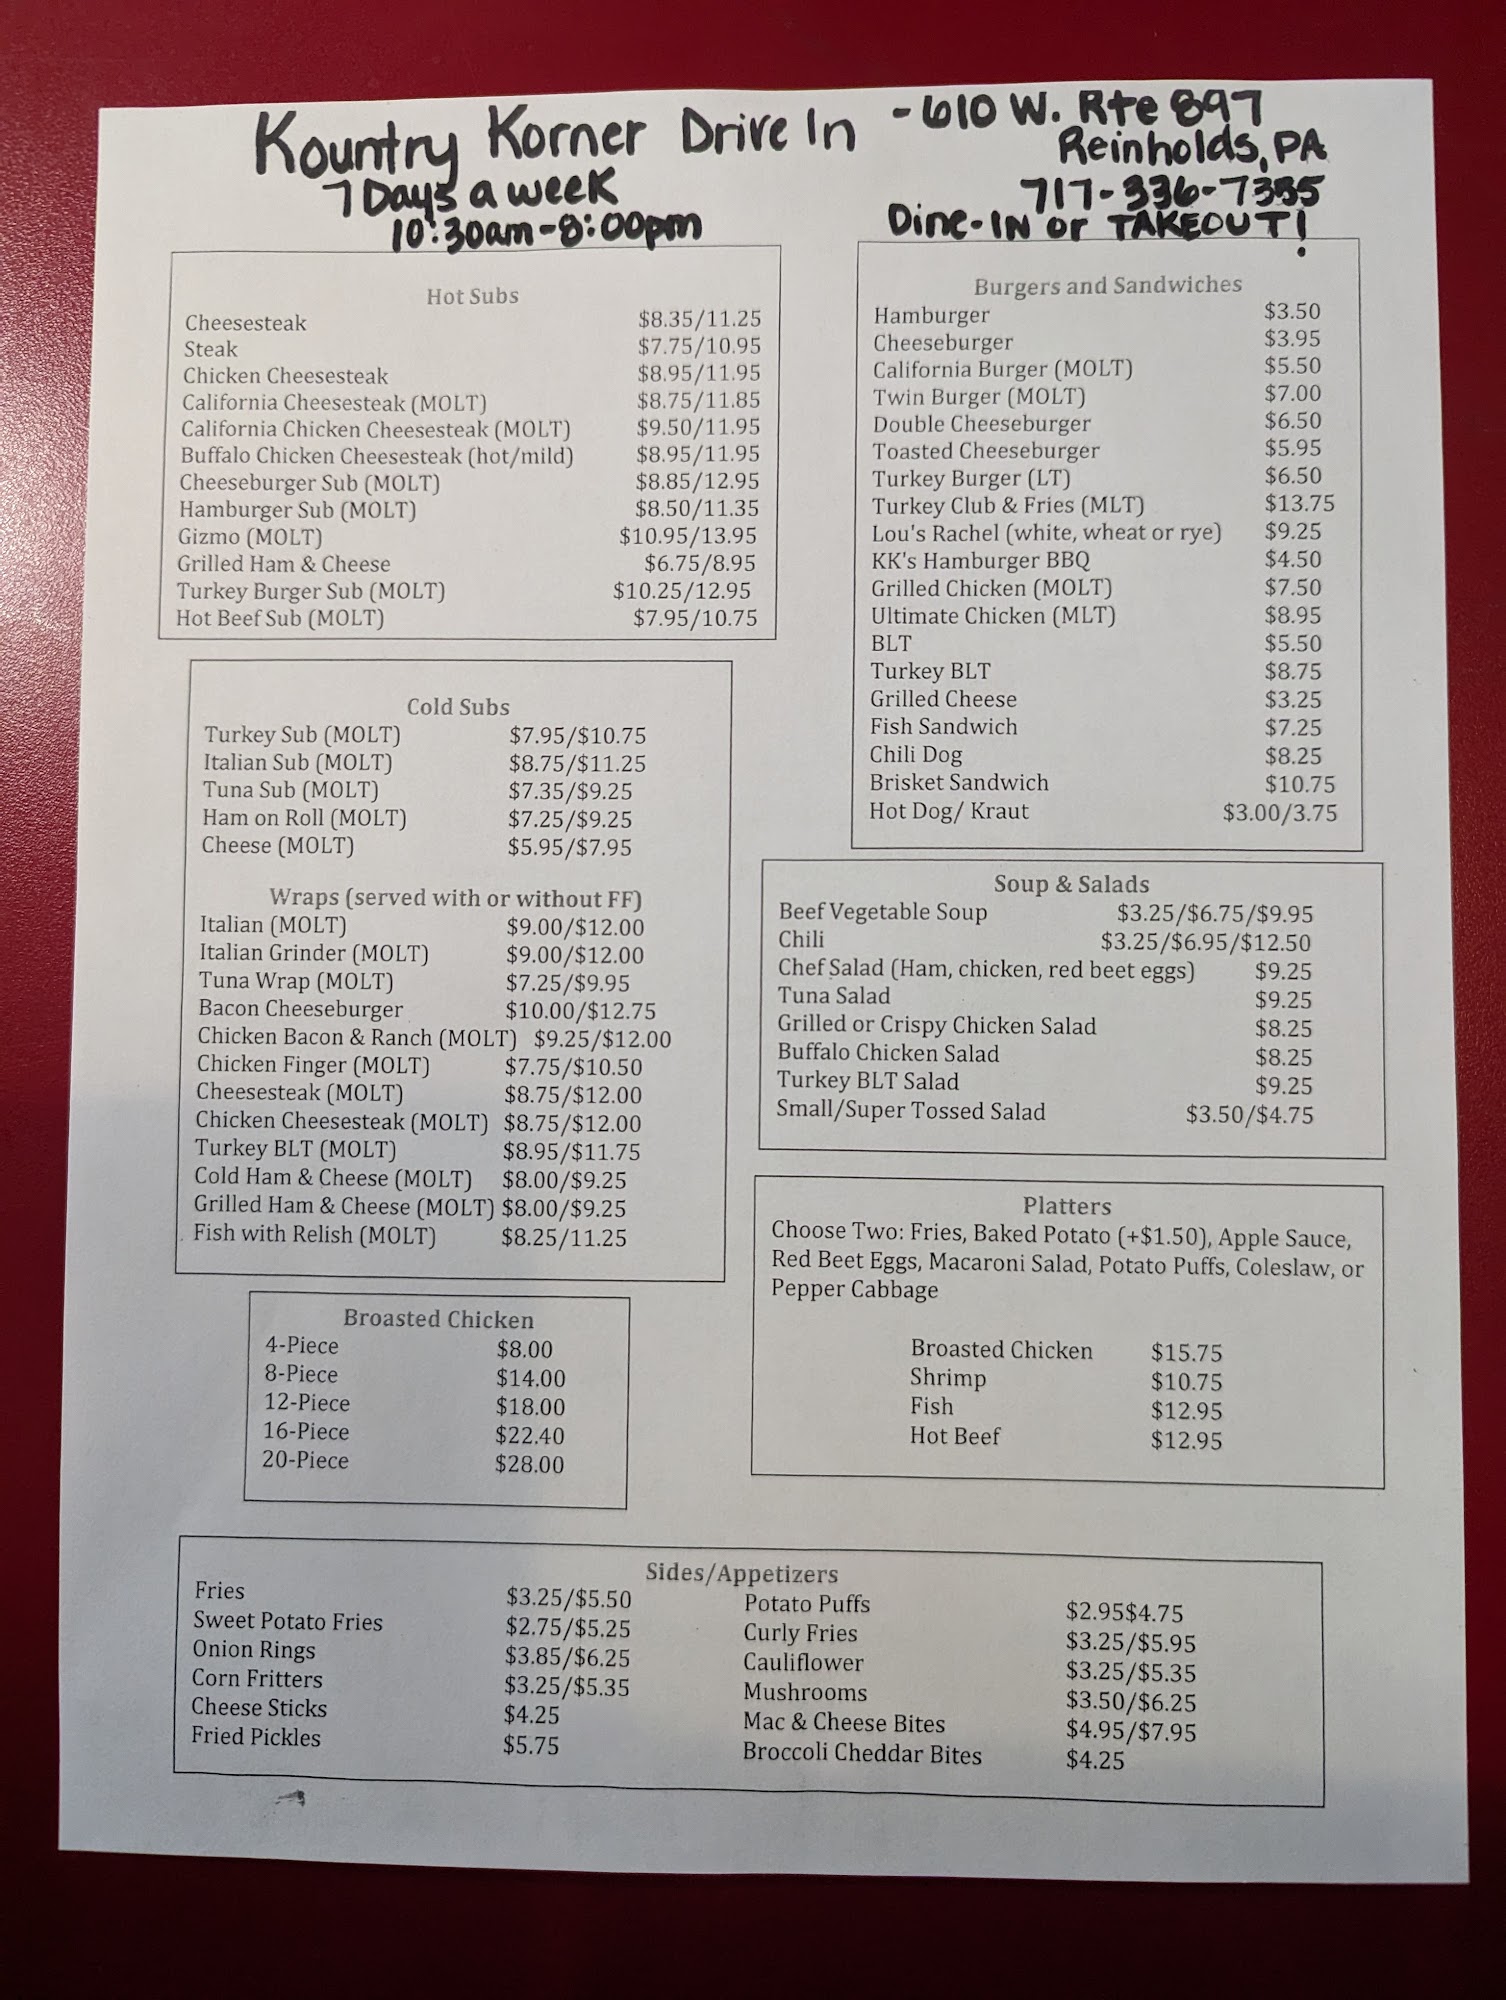 Kountry Korner Drive In - 610 W. Rte 897
Reinholds, PA
7 Days a week
10:30am-8:00pm
717-336-7355
Dine-IN or TAKEOUT!
Hot Subs
Cheesesteak $8.35/11.25
Steak $7.75/10.95
Chicken Cheesesteak $8.95/11.95
California Cheesesteak (MOLT) $8.75/11.85
California Chicken Cheesesteak (MOLT) $9.50/11.95
Buffalo Chicken Cheesesteak (hot/mild) $8.95/11.95
Cheeseburger Sub (MOLT) $8.85/12.95
Hamburger Sub (MOLT) $8.50/11.35
Gizmo (MOLT) $10.95/13.95
Grilled Ham & Cheese $6.75/8.95
Turkey Burger Sub (MOLT) $10.25/12.95
Hot Beef Sub (MOLT) $7.95/10.75
Cold Subs
Turkey Sub (MOLT) $7.95/$10.75
Italian Sub (MOLT) $8.75/$11.25
Tuna Sub (MOLT) $7.35/$9.25
Ham on Roll (MOLT) $7.25/$9.25
Cheese (MOLT) $5.95/$7.95
Wraps (served with or without FF)
Italian (MOLT) $9.00/$12.00
Italian Grinder (MOLT) $9.00/$12.00
Tuna Wrap (MOLT) $7.25/$9.95
Bacon Cheeseburger $10.00/$12.75
Chicken Bacon & Ranch (MOLT) $9.25/$12.00
Chicken Finger (MOLT) $7.75/$10.50
Cheesesteak (MOLT) $8.75/$12.00
Chicken Cheesesteak (MOLT) $8.75/$12.00
Turkey BLT (MOLT) $8.95/$11.75
Cold Ham & Cheese (MOLT) $8.00/$9.25
Grilled Ham & Cheese (MOLT) $8.00/$9.25
Fish with Relish (MOLT) $8.25/11.25
Broasted Chicken
4-Piece $8.00
8-Piece $14.00
12-Piece $18.00
16-Piece $22.40
20-Piece $28.00
Burgers and Sandwiches
Hamburger $3.50
Cheeseburger $3.95
California Burger (MOLT) $5.50
Twin Burger (MOLT) $7.00
Double Cheeseburger $6.50
Toasted Cheeseburger $5.95
Turkey Burger (LT) $6.50
Turkey Club & Fries (MLT) $13.75
Lou's Rachel (white, wheat or rye) $9.25
KK's Hamburger BBQ $4.50
Grilled Chicken (MOLT) $7.50
Ultimate Chicken (MLT) $8.95
BLT $5.50
Turkey BLT $8.75
Grilled Cheese $3.25
Fish Sandwich $7.25
Chili Dog $8.25
Brisket Sandwich $10.75
Hot Dog/ Kraut $3.00/3.75
Soup & Salads
Beef Vegetable Soup $3.25/$6.75/$9.95
Chili $3.25/$6.95/$12.50
Chef Salad (Ham, chicken, red beet eggs) $9.25
Tuna Salad $9.25
Grilled or Crispy Chicken Salad $8.25
Buffalo Chicken Salad $8.25
Turkey BLT Salad $9.25
Small/Super Tossed Salad $3.50/$4.75
Platters
Choose Two: Fries, Baked Potato (+$1.50), Apple Sauce,
Red Beet Eggs, Macaroni Salad, Potato Puffs, Coleslaw, or
Pepper Cabbage
Broasted Chicken $15.75
Shrimp $10.75
Fish $12.95
Hot Beef $12.95
Sides/Appetizers
Fries $3.25/$5.50
Sweet Potato Fries $2.75/$5.25
Onion Rings $3.85/$6.25
Corn Fritters $3.25/$5.35
Cheese Sticks $4.25
Fried Pickles $5.75
Potato Puffs $2.95$4.75
Curly Fries $3.25/$5.95
Cauliflower $3.25/$5.35
Mushrooms $3.50/$6.25
Mac & Cheese Bites $4.95/$7.95
Broccoli Cheddar Bites $4.25